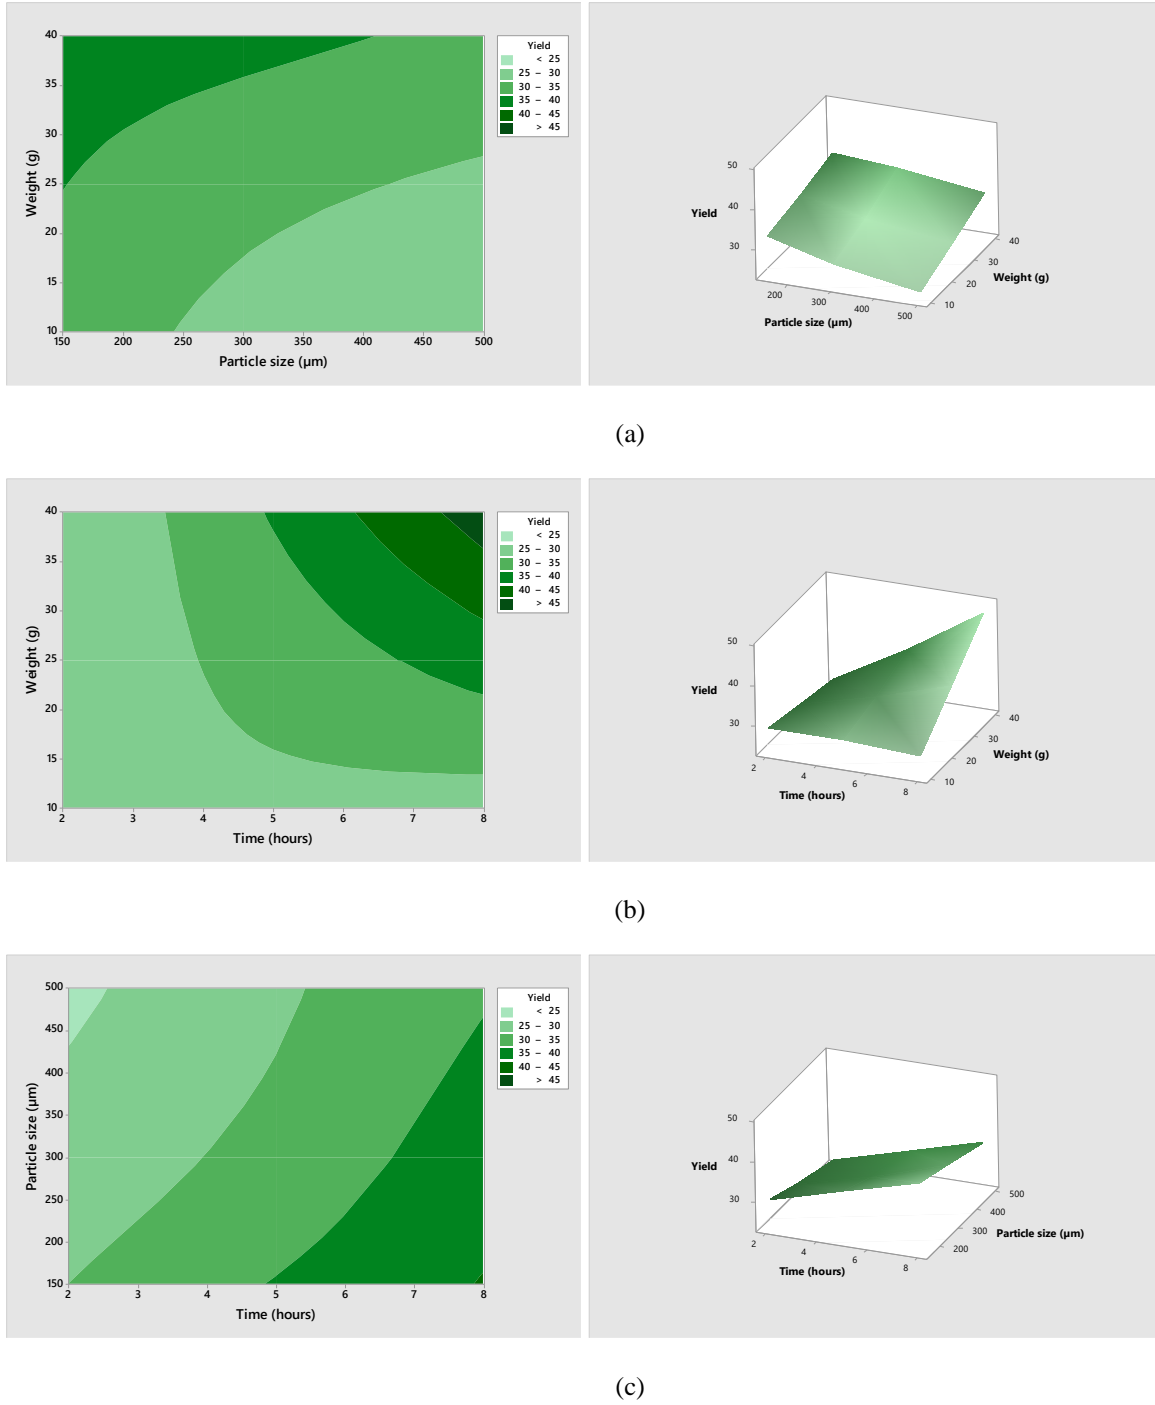 40
35
30
25
20
15
10
150 200 250 300 350 400 450 500
Weight (g)
Particle size (µm)
Yield
< 25
25 – 30
30 – 35
35 – 40
40 – 45
> 45
50
40
30
Yield
200 300 400 500
Particle size (µm)
10
20
30
40
Weight (g)
(a)
40
35
30
25
20
15
10
2 3 4 5 6 7 8
Weight (g)
Time (hours)
Yield
< 25
25 – 30
30 – 35
35 – 40
40 – 45
> 45
50
40
30
Yield
2 4 6 8
Time (hours)
10
20
30
40
Weight (g)
(b)
500
450
400
350
300
250
200
150
2 3 4 5 6 7 8
Particle size (µm)
Time (hours)
Yield
< 25
25 – 30
30 – 35
35 – 40
40 – 45
> 45
50
40
30
Yield
2 4 6 8
Time (hours)
200
300
400
500
Particle size (µm)
(c)